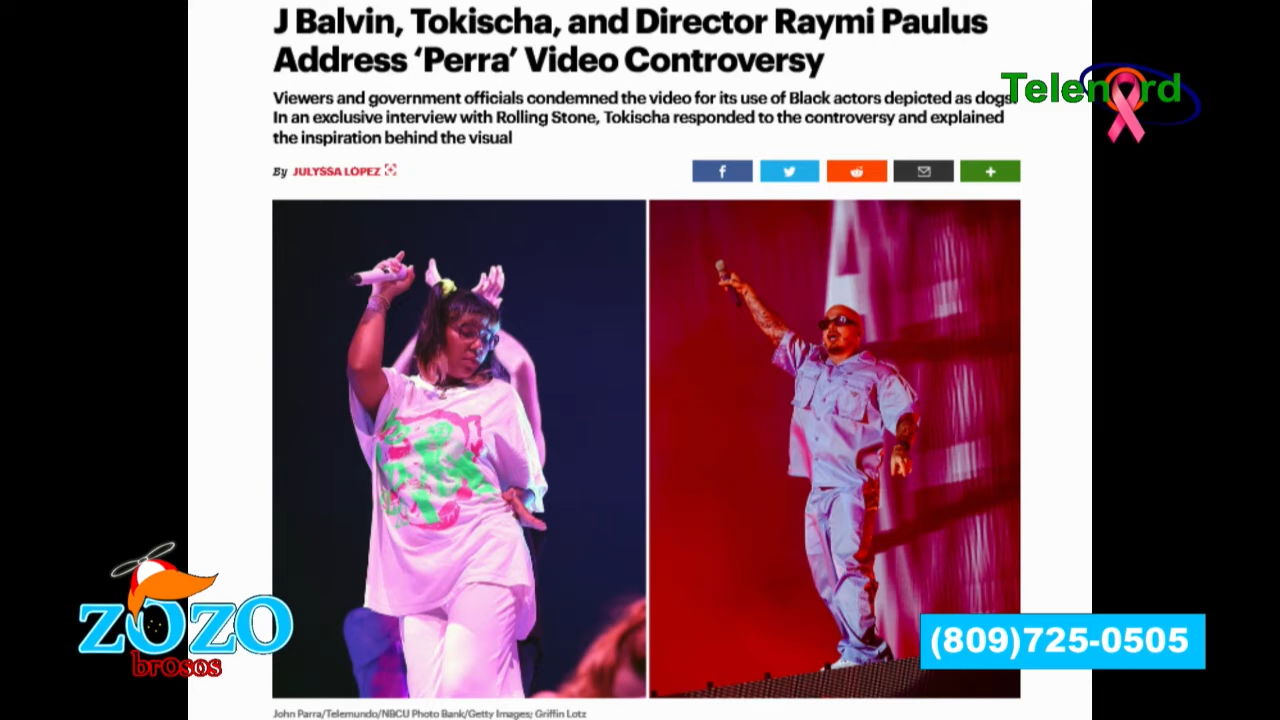 J Balvin, Tokischa, and Director Raymi Paulus
Address ‘Perra’ Video Controversy
Viewers and government officials condemned the video for its use of Black actors depicted as dogs.
In an exclusive interview with Rolling Stone, Tokischa responded to the controversy and explained
the inspiration behind the visual
By JULYSSA LOPEZ
Telenord
zozo
brosos
(809)725-0505
John Parra/Telemundo/NBCU Photo Bank/Getty Images; Griffin Lotz